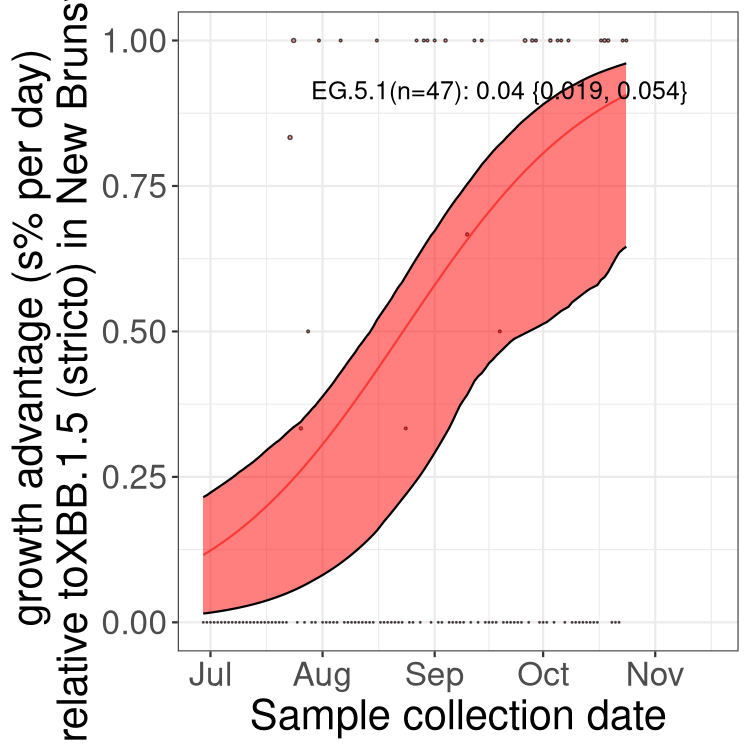 growth advantage (s% per day)
relative toXBB.1.5 (stricto) in New
1.00
0.75
0.50
0.25
0.00
EG.5.1(n=47): 0.04 {0.019, 0.054}
Jul Aug Sep Oct Nov
Sample collection date